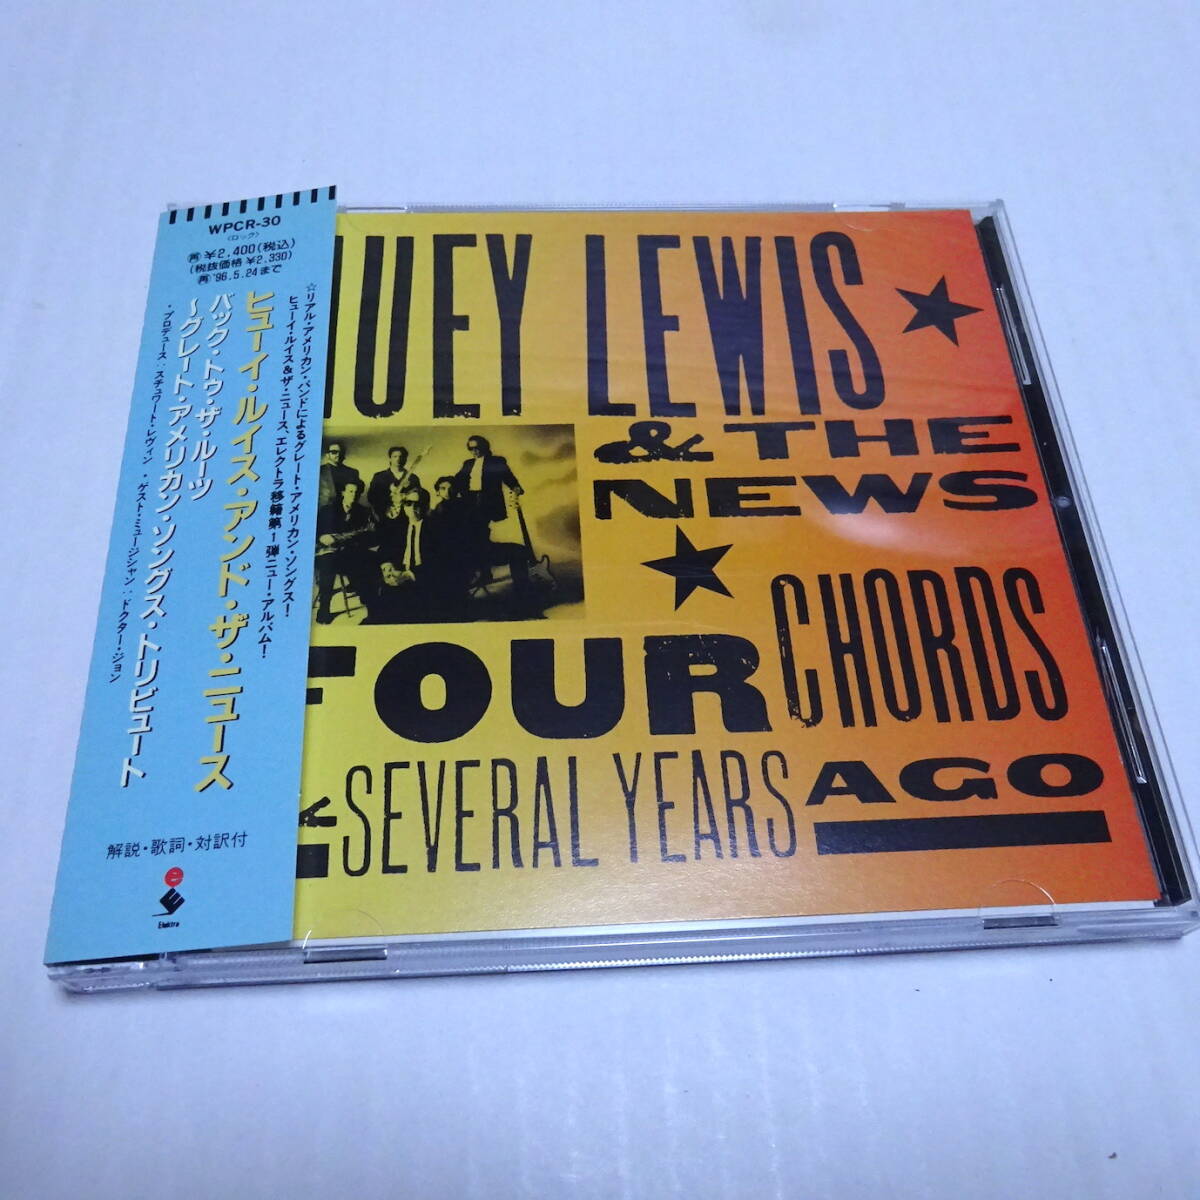 WPCR-30
〈ロック〉
㊢¥2,400(税込)
(税抜価格 ¥2,330)
㊢'96.5.24まで
☆リアル・アメリカン・バンドによるグレート・アメリカン・ソングス!
ヒューイ・ルイス&ザ・ニュース、エレクトラ移籍第1弾ニュー・アルバム!
ヒューイ・ルイス・アンド・ザ・ニュース
バック・トゥ・ザ・ルーツ
〜グレート・アメリカン・ソングス・トリビュート
・プロデュース:スチュワート・レヴィン ・ゲスト・ミュージシャン:ドクター・ジョン
解説・歌詞・対訳付
e
Elektra
HUEY LEWIS
& THE
NEWS
FOUR
CHORDS
&
SEVERAL YEARS
AGO